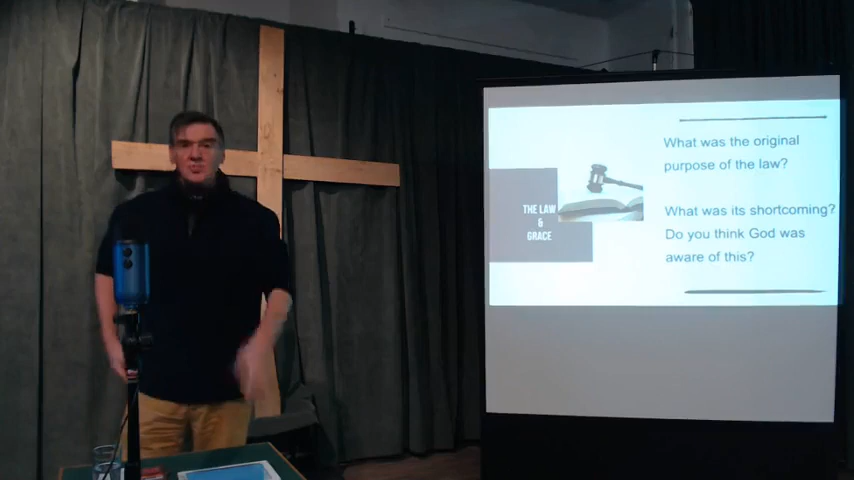 THE LAW
&
GRACE
What was the original
purpose of the law?
What was its shortcoming?
Do you think God was
aware of this?